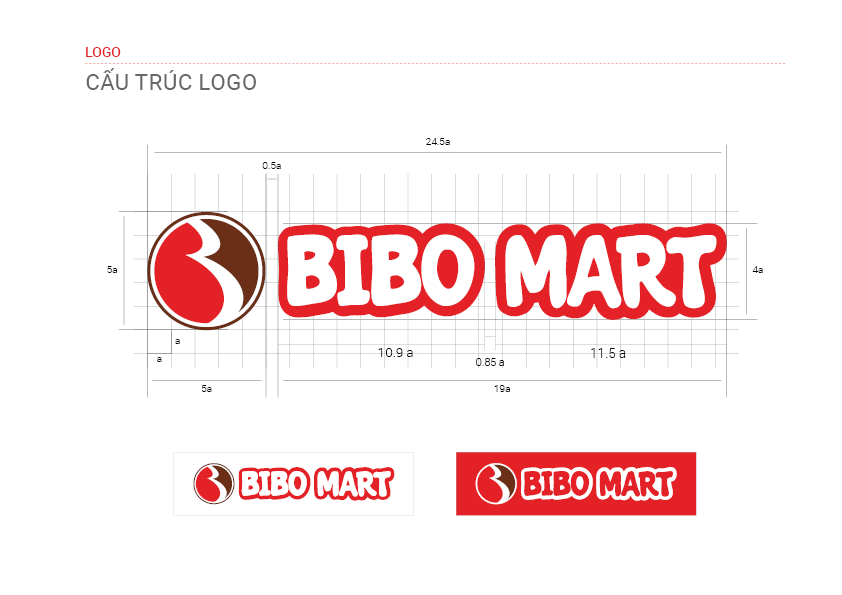 LOGO
CẤU TRÚC LOGO
24.5a
0.5a
BIBO MART
5a
4a
a
a
10.9 a
0.85 a
11.5 a
5a
19a
BIBO MART
BIBO MART